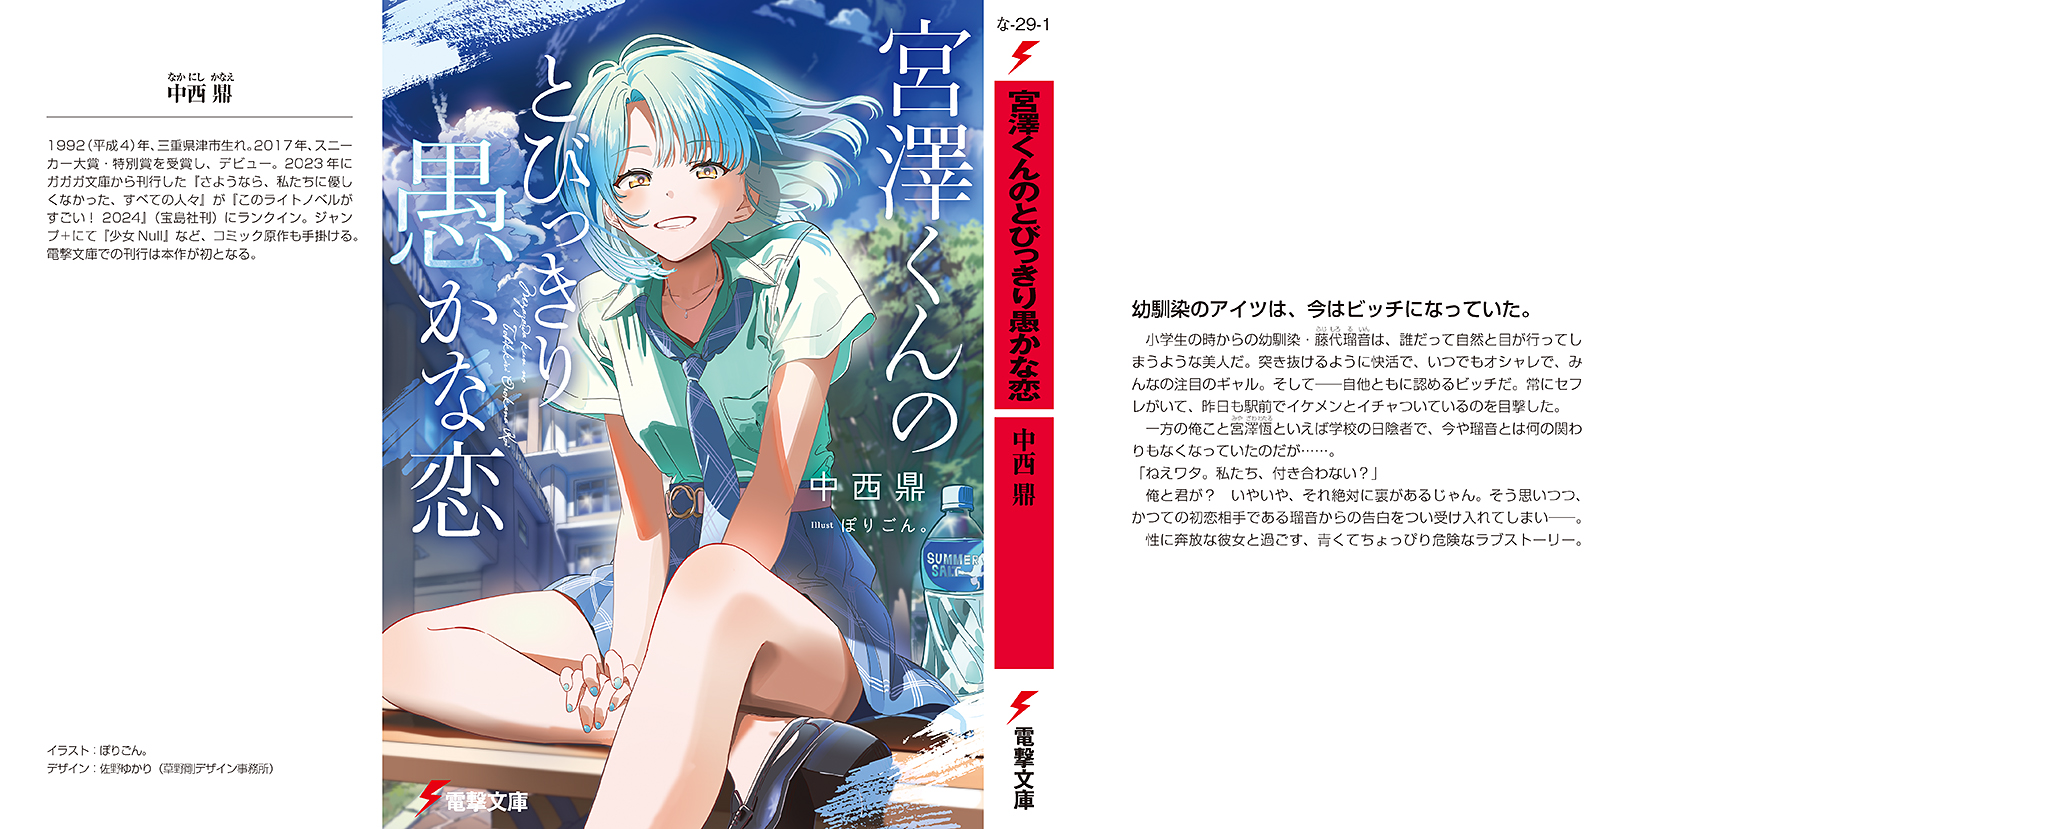 なか にし かなえ
中西 鼎
1992（平成4）年、三重県津市生れ。2017年、スニー
カー大賞・特別賞を受賞し、デビュー。2023年に
ガガガ文庫から刊行した『さようなら、私たちに優し
くなかった、すべての人々』が『このライトノベルが
すごい！ 2024』（宝島社刊）にランクイン。ジャン
プ＋にて『少女Null』など、コミック原作も手掛ける。
電撃文庫での刊行は本作が初となる。
イラスト：ぽりごん。
デザイン：佐野ゆかり（草野剛デザイン事務所）
宮澤くんの
とびっきり
愚かな恋
Miyazawa kun no
Tobikkiri Orokana Koi
中西鼎
Illust ぽりごん。
SUMMER
SALT
電撃文庫
な-29-1
宮澤くんのとびっきり愚かな恋
中西 鼎
電撃文庫
幼馴染のアイツは、今はビッチになっていた。
ふじ もろ る いん
小学生の時からの幼馴染・藤代瑠音は、誰だって自然と目が行ってし
まうような美人だ。突き抜けるように快活で、いつでもオシャレで、み
んなの注目のギャル。そして――自他ともに認めるビッチだ。常にセフ
レがいて、昨日も駅前でイケメンとイチャついているのを目撃した。
みや ざわ わたる
一方の俺こと宮澤恆といえば学校の日陰者で、今や瑠音とは何の関わ
りもなくなっていたのだが……。
「ねえワタ。私たち、付き合わない？」
俺と君が？　いやいや、それ絶対に裏があるじゃん。そう思いつつ、
かつての初恋相手である瑠音からの告白をつい受け入れてしまい――。
性に奔放な彼女と過ごす、青くてちょっぴり危険なラブストーリー。